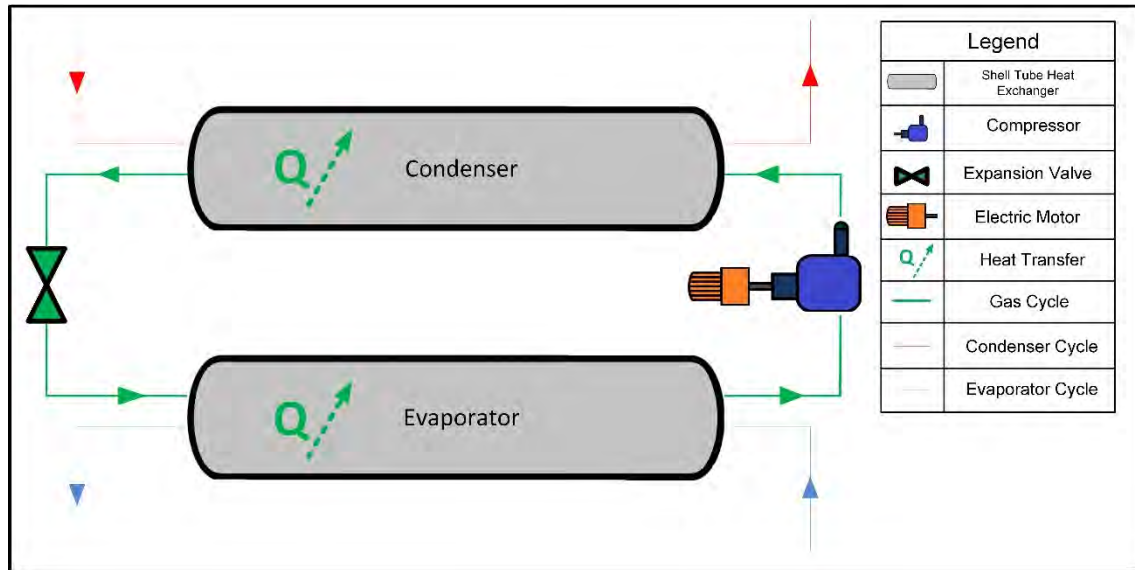 Q
Condenser
Q
Evaporator
Legend
Shell Tube Heat
Exchanger
Compressor
Expansion Valve
Electric Motor
Q
Heat Transfer
Gas Cycle
Condenser Cycle
Evaporator Cycle